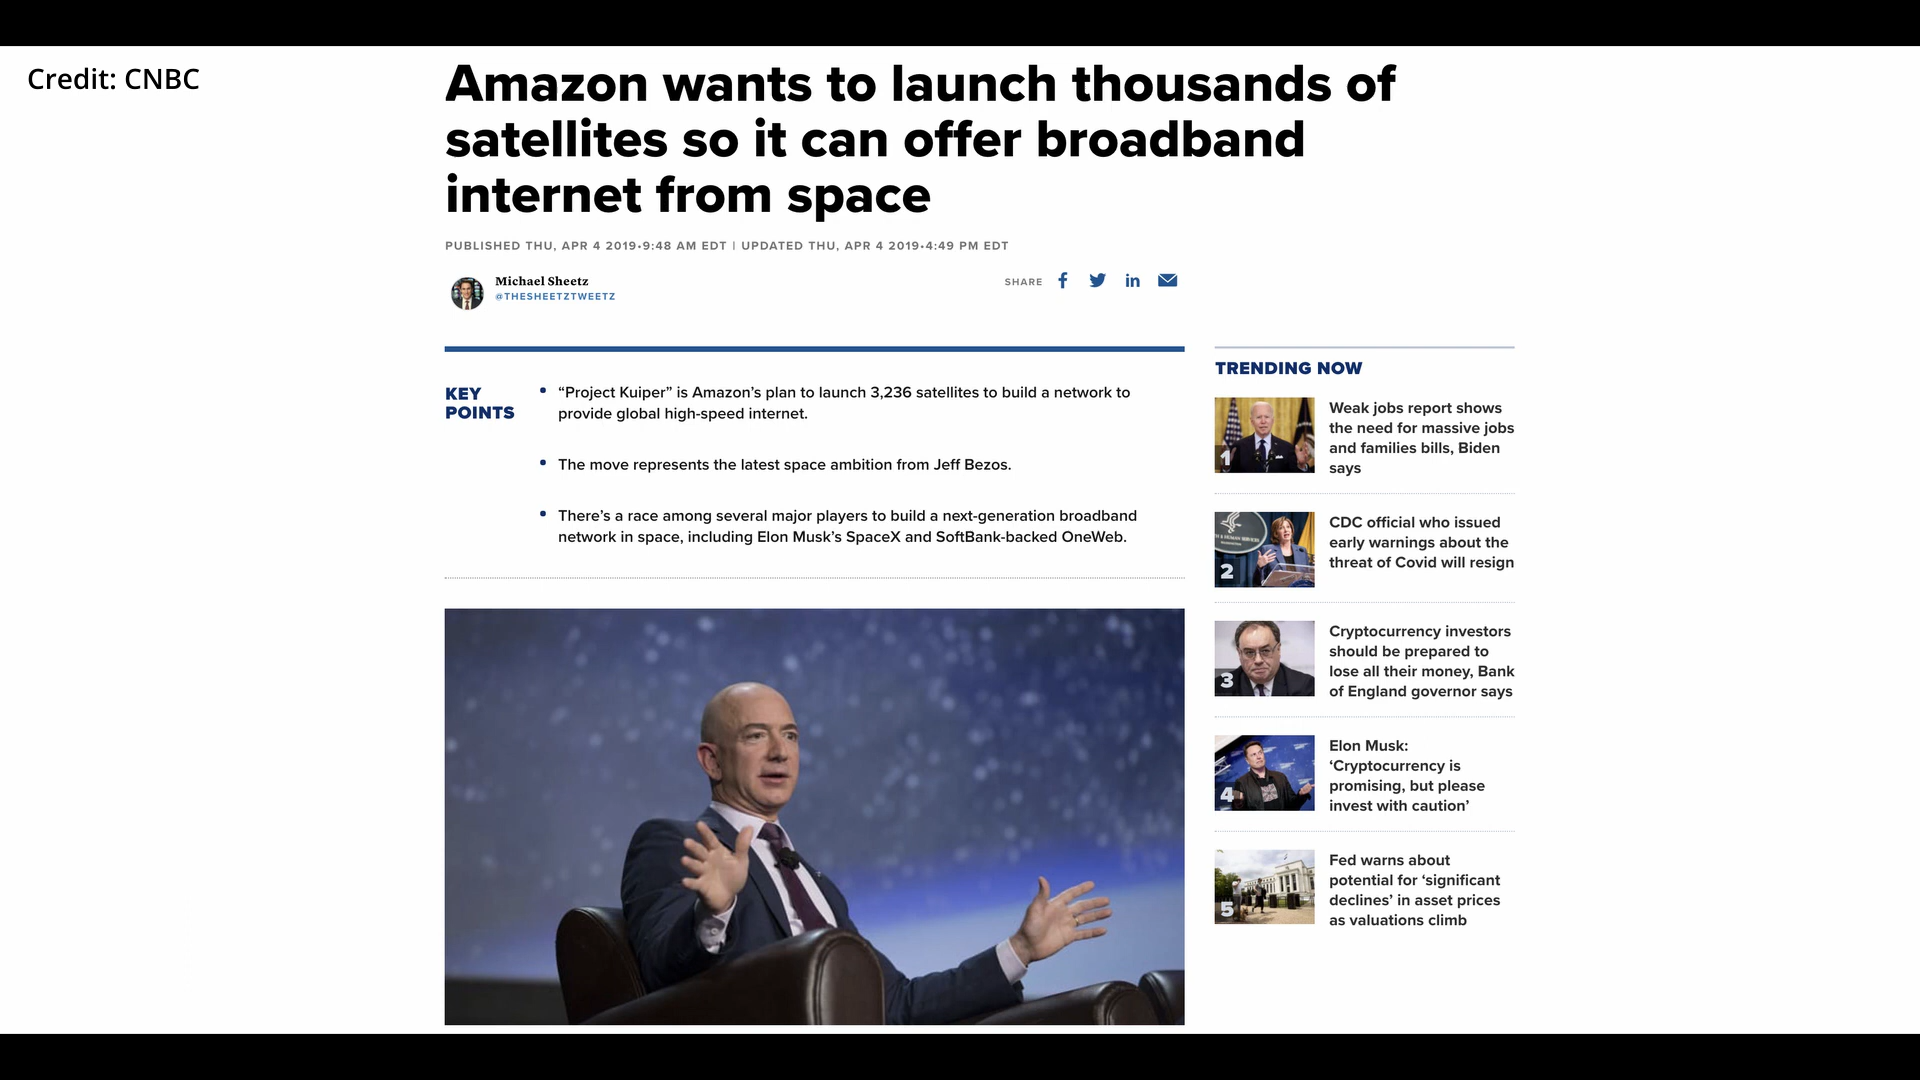 Credit: CNBC
Amazon wants to launch thousands of
satellites so it can offer broadband
internet from space
PUBLISHED THU, APR 4 2019•9:48 AM EDT | UPDATED THU, APR 4 2019•4:49 PM EDT
Michael Sheetz
@THESHEETZTWEETZ
SHARE
KEY
POINTS
• “Project Kuiper” is Amazon’s plan to launch 3,236 satellites to build a network to
provide global high-speed internet.
• The move represents the latest space ambition from Jeff Bezos.
• There’s a race among several major players to build a next-generation broadband
network in space, including Elon Musk’s SpaceX and SoftBank-backed OneWeb.
TRENDING NOW
1
Weak jobs report shows
the need for massive jobs
and families bills, Biden
says
2
CDC official who issued
early warnings about the
threat of Covid will resign
3
Cryptocurrency investors
should be prepared to
lose all their money, Bank
of England governor says
4
Elon Musk:
‘Cryptocurrency is
promising, but please
invest with caution’
5
Fed warns about
potential for ‘significant
declines’ in asset prices
as valuations climb